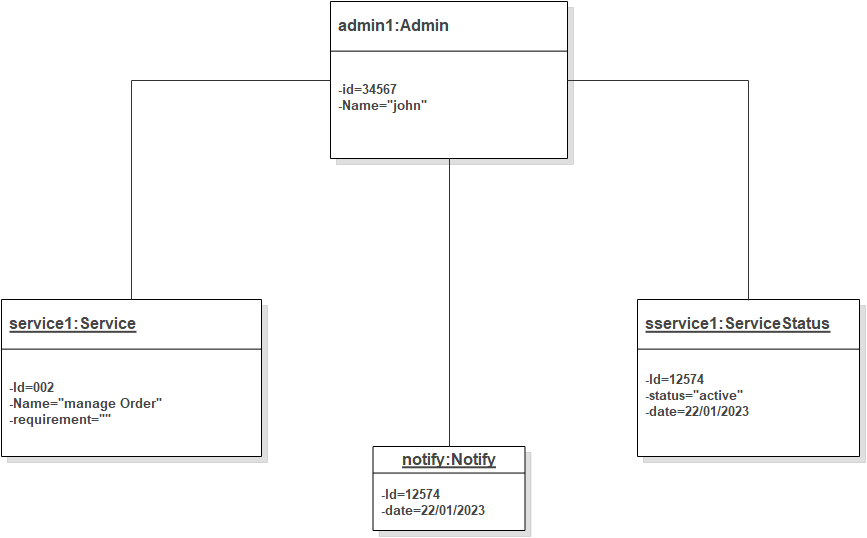 admin1:Admin
-id=34567
-Name="john"
service1:Service
-Id=002
-Name="manage Order"
-requirement=""
notify:Notify
-Id=12574
-date=22/01/2023
sservice1:ServiceStatus
-Id=12574
-status="active"
-date=22/01/2023